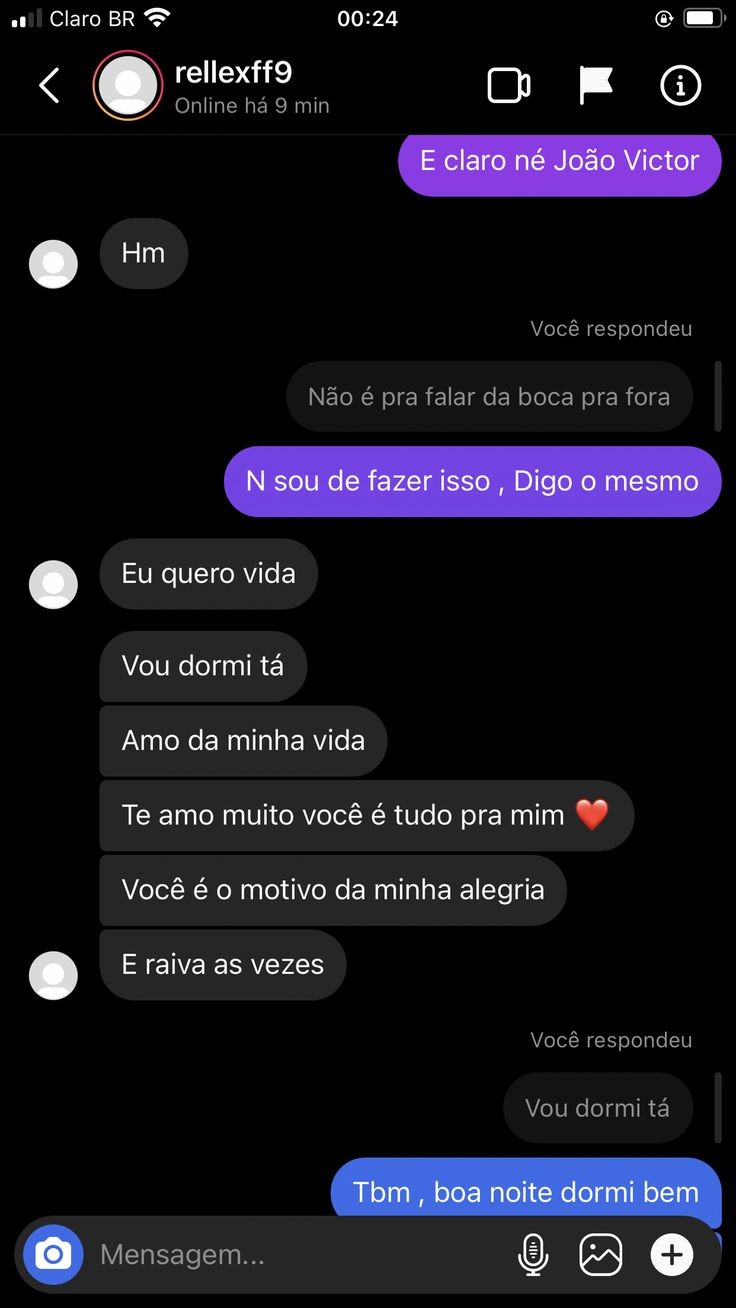 Claro BR
00:24
rellexff9
Online há 9 min
E claro né João Victor
Hm
Você respondeu
Não é pra falar da boca pra fora
N sou de fazer isso , Digo o mesmo
Eu quero vida
Vou dormi tá
Amo da minha vida
Te amo muito você é tudo pra mim ❤️
Você é o motivo da minha alegria
E raiva as vezes
Você respondeu
Vou dormi tá
Tbm , boa noite dormi bem
Mensagem...